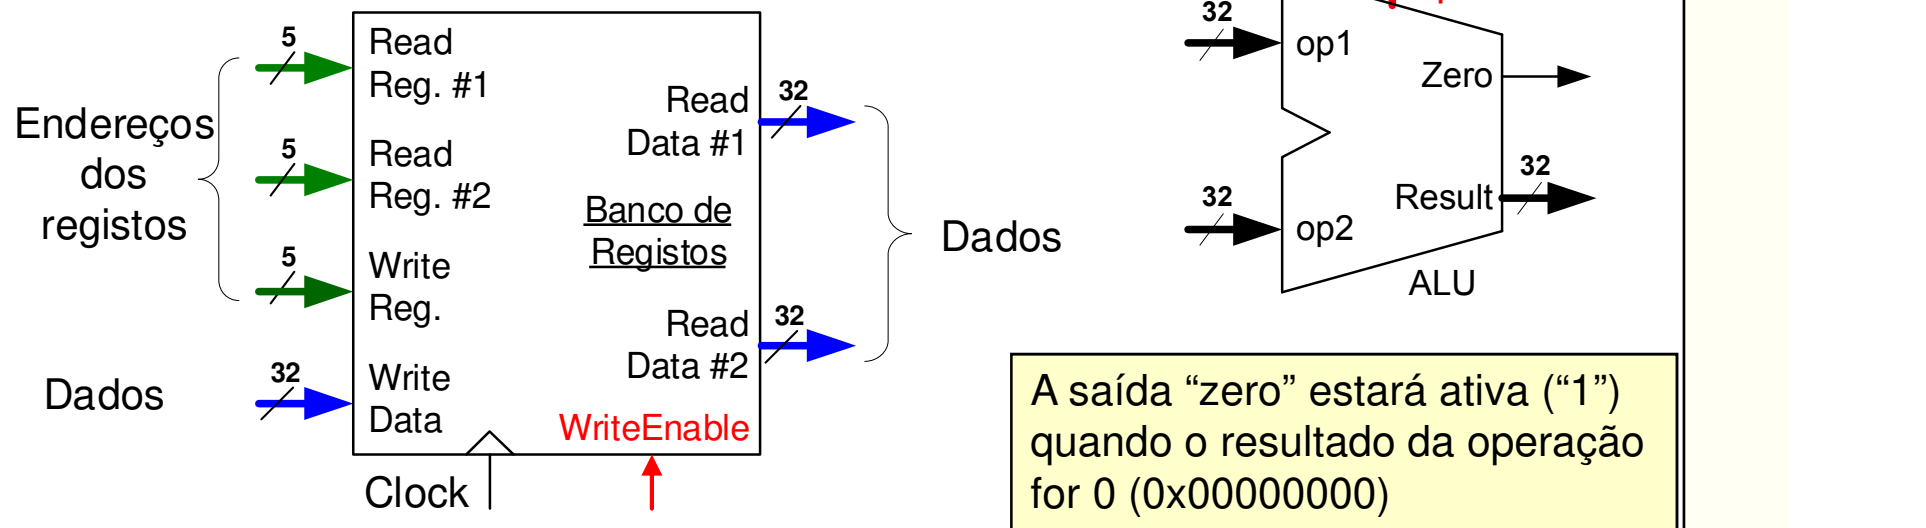 5
Read
Reg. #1
5
Read
Reg. #2
5
Write
Reg.
32
Write
Data
Endereços
dos
registos
Dados
Read
Data #1
32
Banco de
Registos
Read
Data #2
32
WriteEnable
Clock
Dados
32
op1
Zero
32
op2
Result
32
ALU
A saída “zero” estará ativa (“1”)
quando o resultado da operação
for 0 (0x00000000)